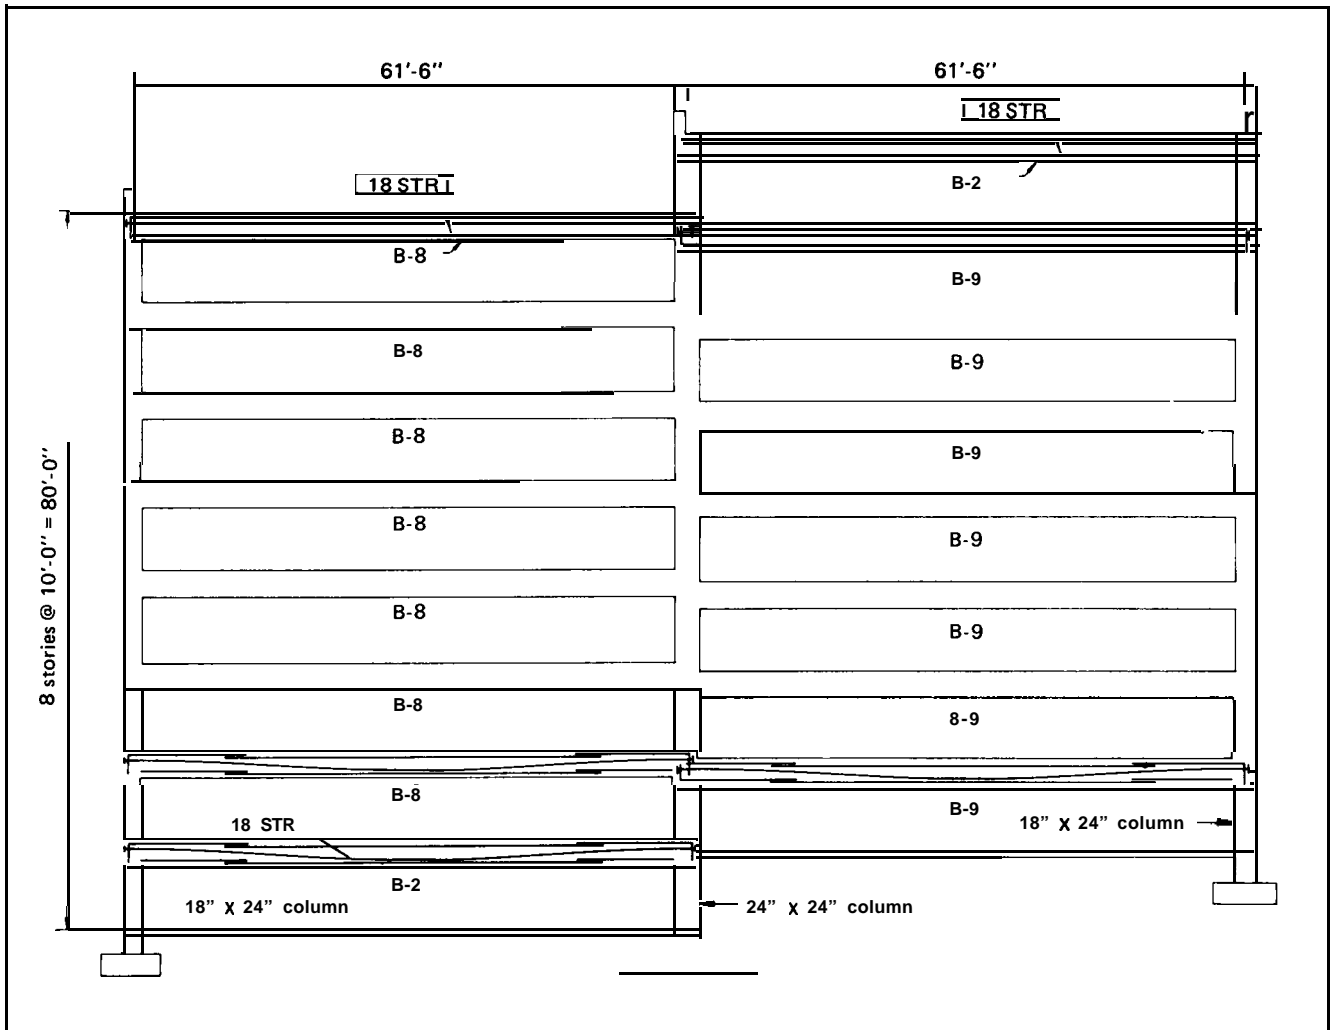 61'-6'' 61'-6''
18 STR
18 STR
B-2
B-8
B-9
B-8
B-9
B-8
B-9
B-8
B-9
B-8
B-9
B-8
8-9
B-8
B-9
18 STR
18” X 24” column
B-2
18” X 24” column
24” X 24” column
8 stories @ 10'-0'' = 80'-0''